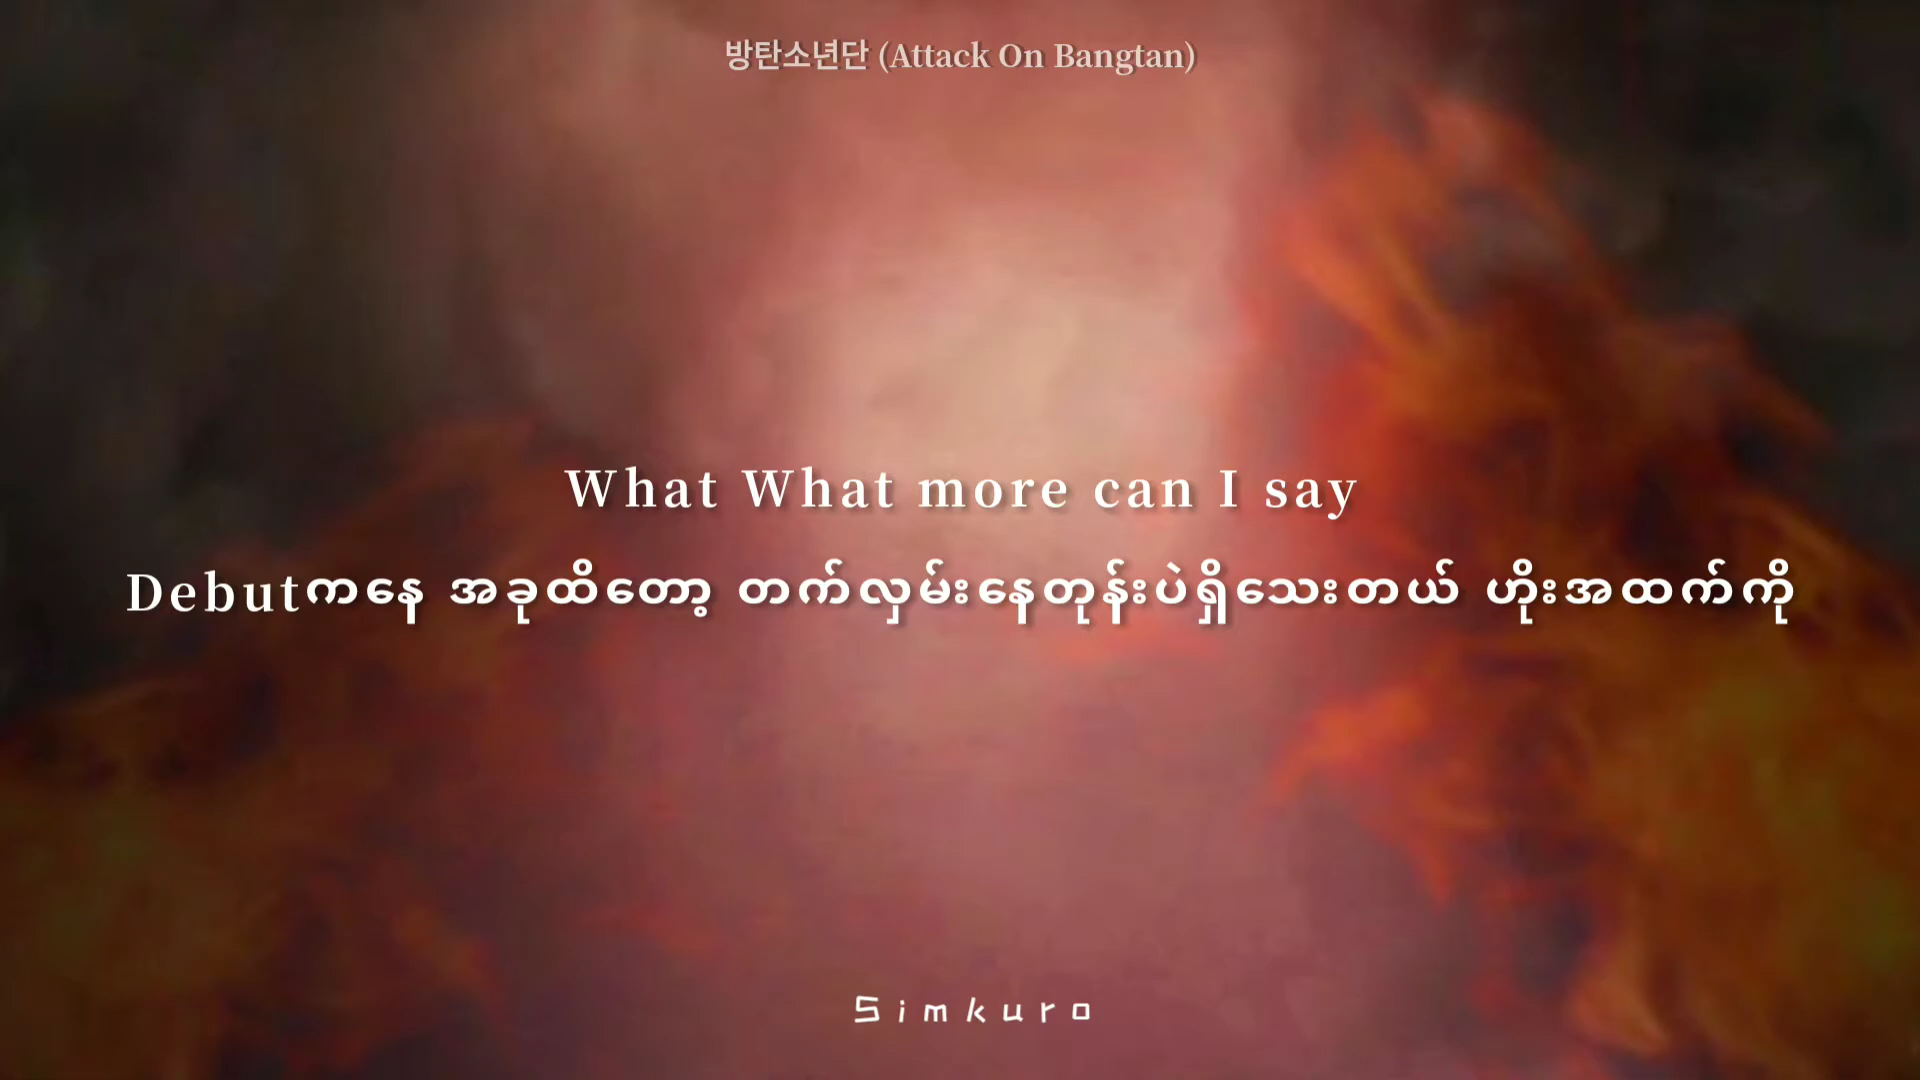 방탄소년단 (Attack On Bangtan)
What What more can I say
Debutကနေ အခုထိတော့ တက်လှမ်းနေတုန်းပဲရှိသေးတယ် ဟိုးအထက်ကို
Simkuro